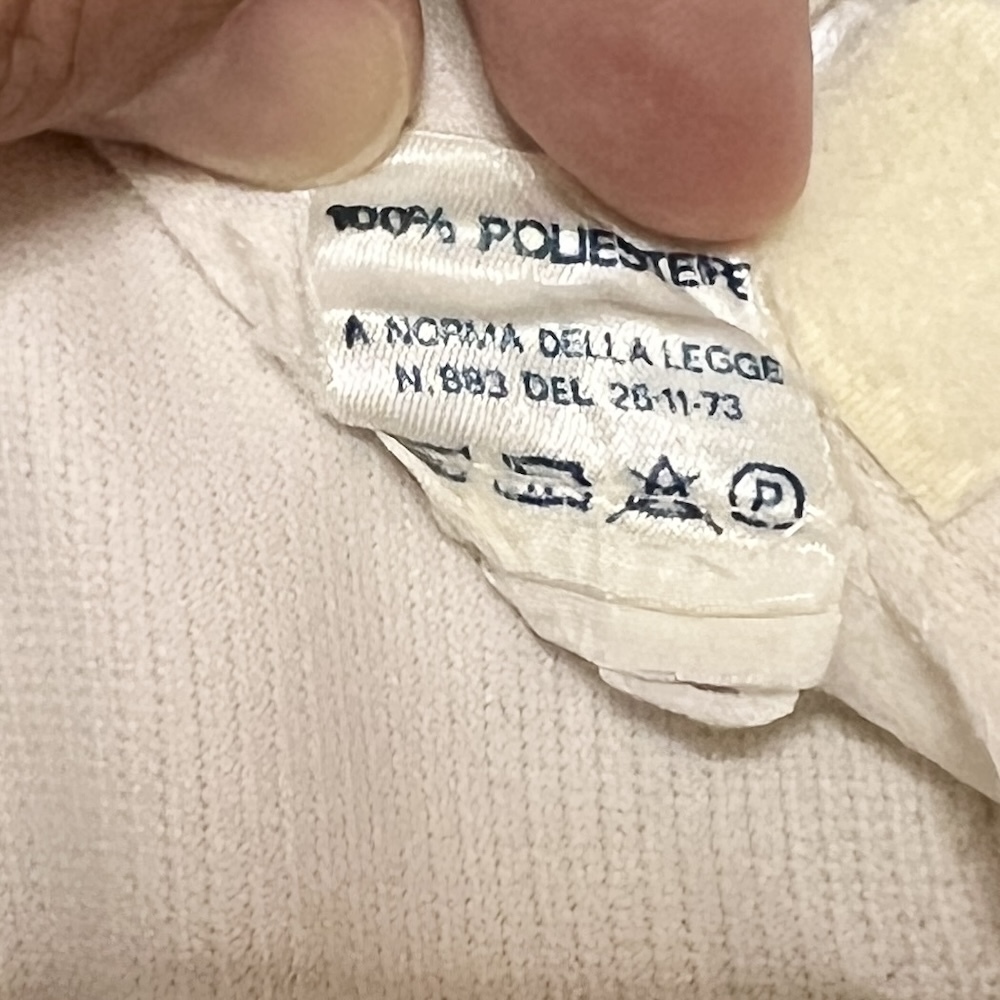 100% POLIESTERE
A NORMA DELLA LEGGE
N. 883 DEL 26-11-73
P